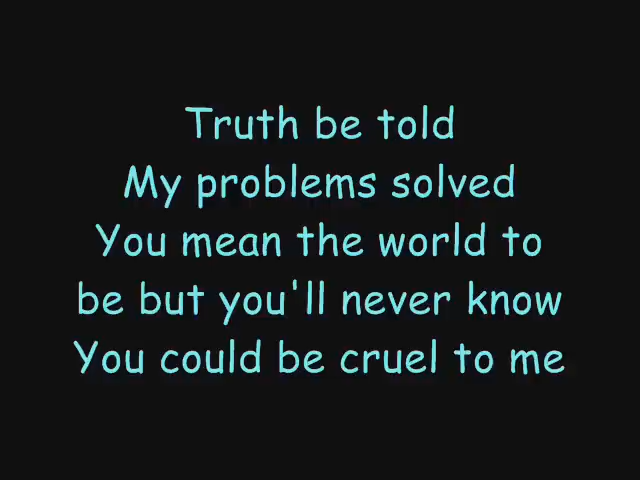 Truth be told
My problems solved
You mean the world to
be but you'll never know
You could be cruel to me